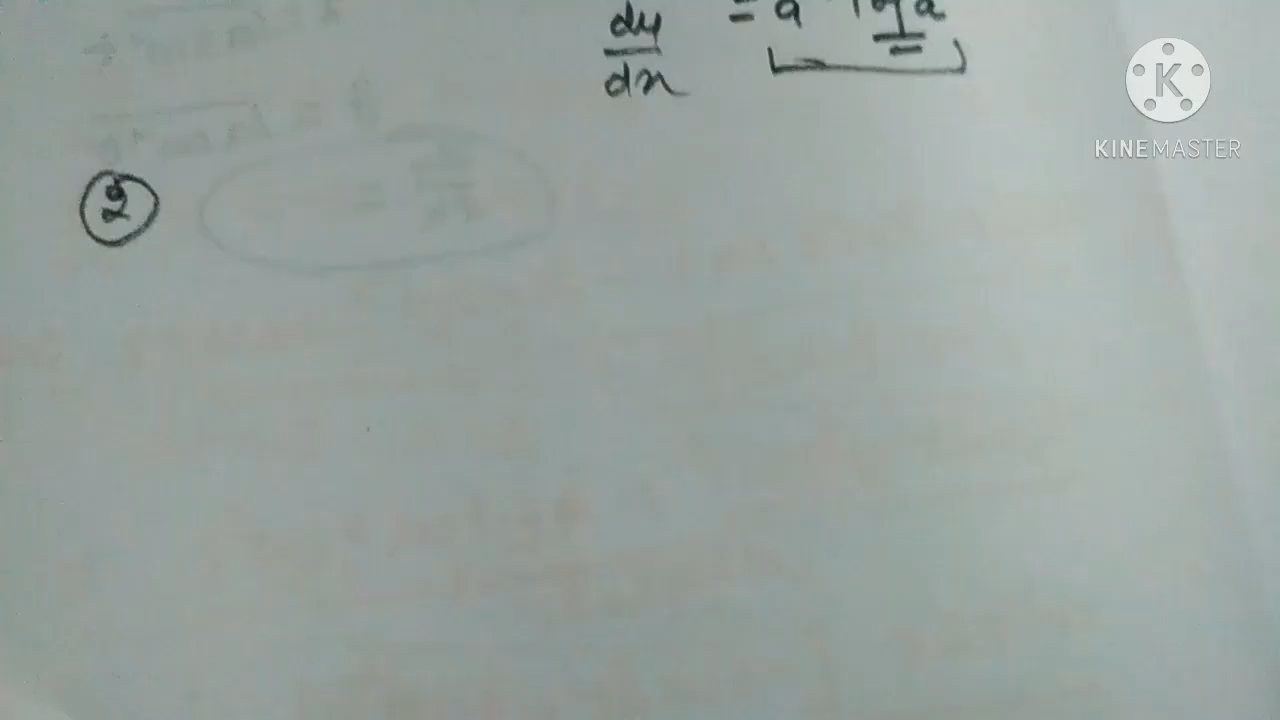 dy/dx = a log a
②
KINEMASTER